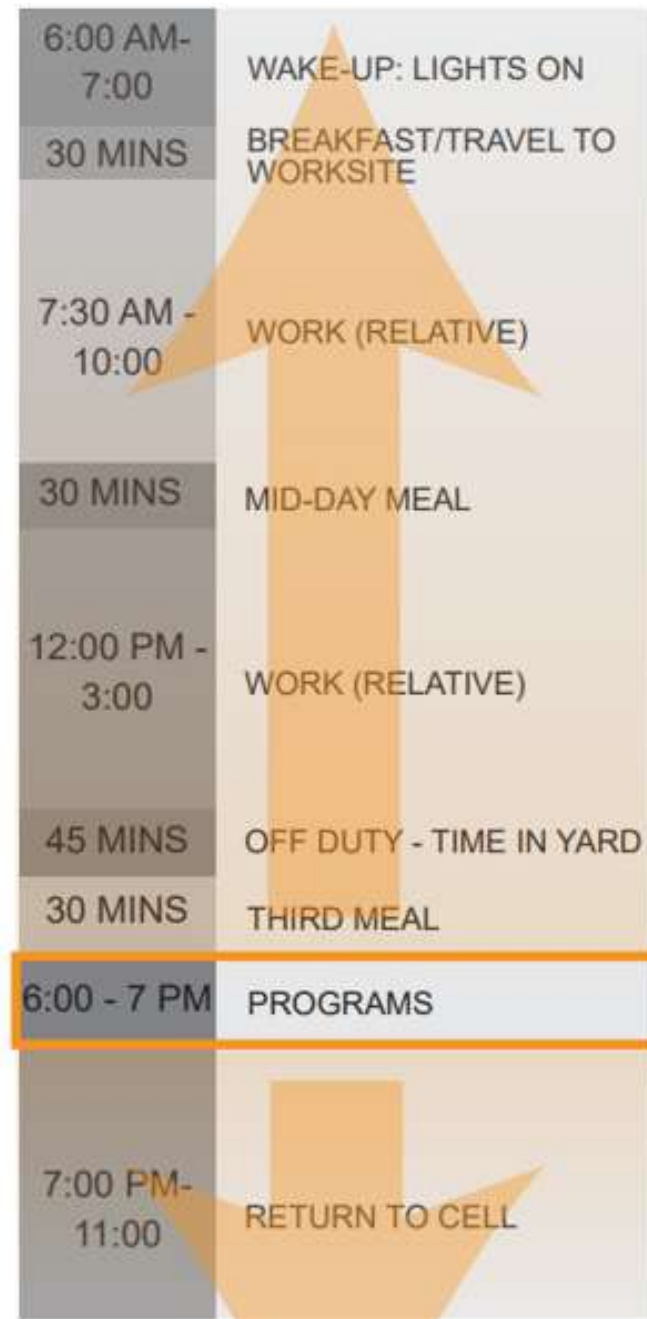 6:00 AM-
7:00
WAKE-UP: LIGHTS ON
30 MINS
BREAKFAST/TRAVEL TO
WORKSITE
7:30 AM -
10:00
WORK (RELATIVE)
30 MINS
MID-DAY MEAL
12:00 PM -
3:00
WORK (RELATIVE)
45 MINS
OFF DUTY - TIME IN YARD
30 MINS
THIRD MEAL
6:00 - 7 PM
PROGRAMS
7:00 PM-
11:00
RETURN TO CELL